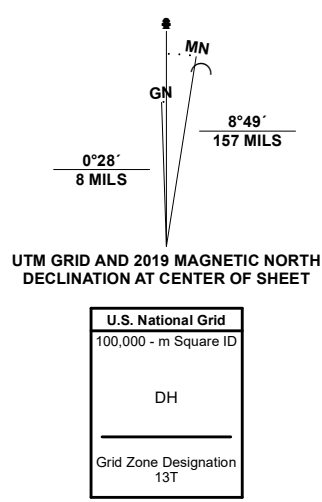 MN
GN
8°49´
157 MILS
0°28´
8 MILS
UTM GRID AND 2019 MAGNETIC NORTH
DECLINATION AT CENTER OF SHEET
U.S. National Grid
100,000 - m Square ID
DH
Grid Zone Designation
13T